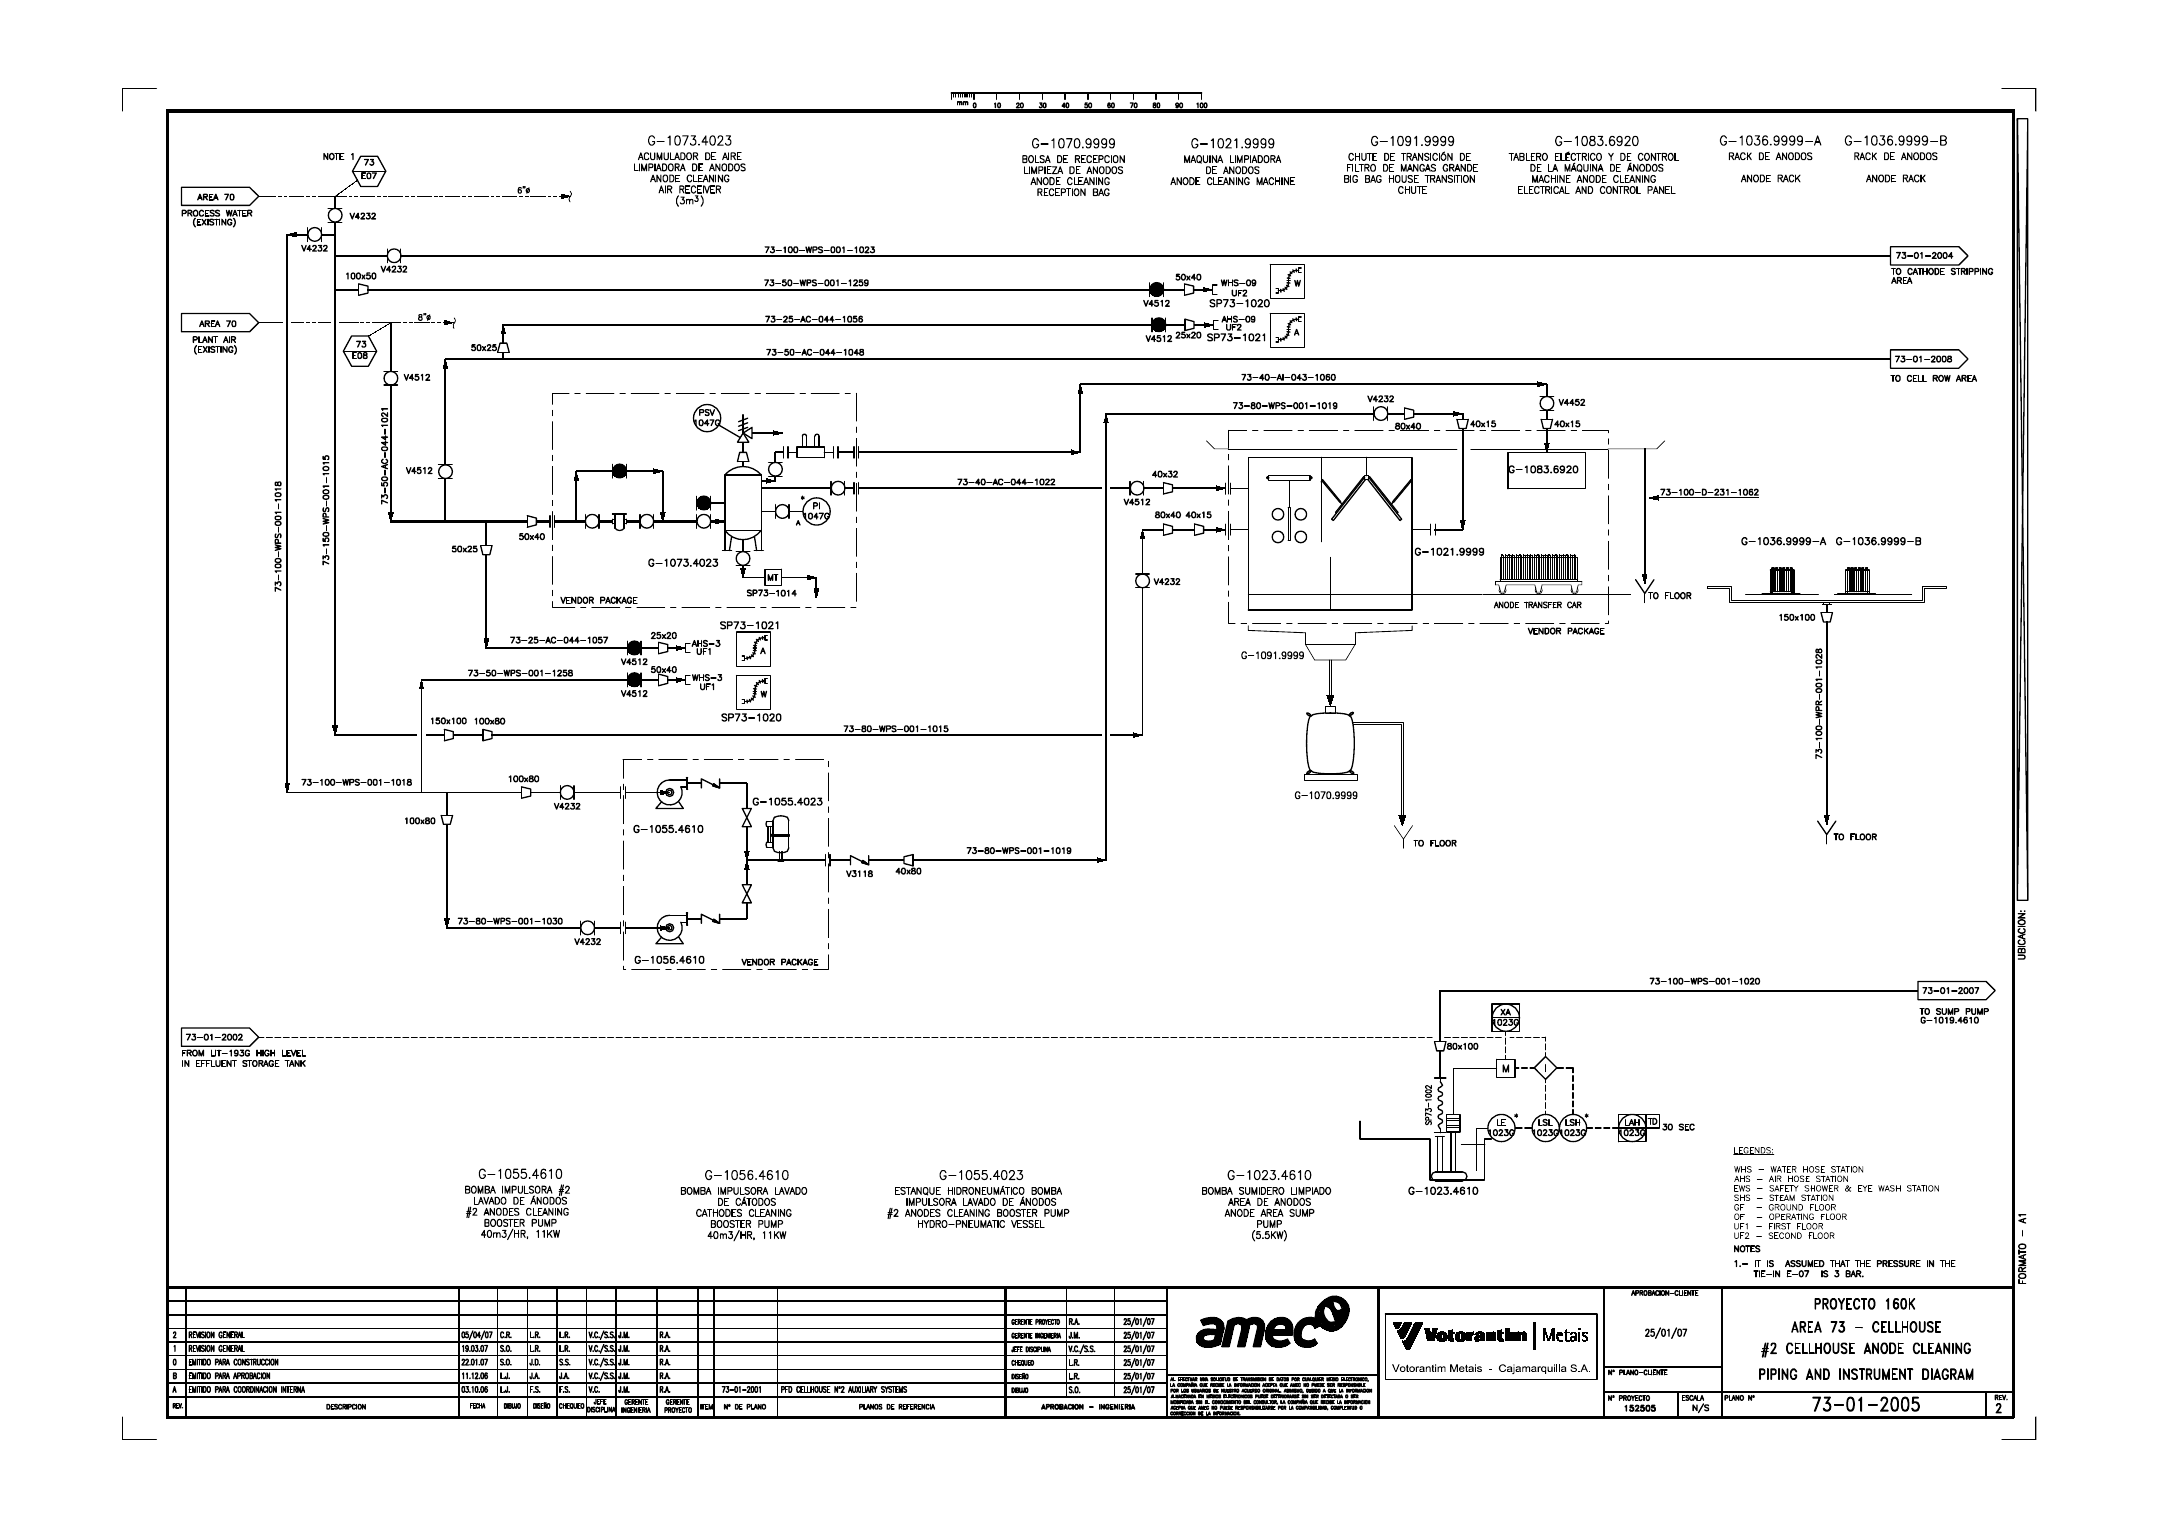 mm 0 10 20 30 40 50 60 70 80 90 100
G-1073.4023
ACUMULADOR DE AIRE
LIMPIADORA DE ANODOS
ANODE CLEANING
AIR RECEIVER
(3m³)
G-1070.9999
BOLSA DE RECEPCION
LIMPIEZA DE ANODOS
ANODE CLEANING
RECEPTION BAG
G-1021.9999
MAQUINA LIMPIADORA
DE ANODOS
ANODE CLEANING MACHINE
G-1091.9999
CHUTE DE TRANSICIÓN DE
FILTRO DE MANGAS GRANDE
BIG BAG HOUSE TRANSITION
CHUTE
G-1083.6920
TABLERO ELÉCTRICO Y DE CONTROL
DE LA MÁQUINA DE ÁNODOS
MACHINE ANODE CLEANING
ELECTRICAL AND CONTROL PANEL
G-1036.9999-A
RACK DE ANODOS
ANODE RACK
G-1036.9999-B
RACK DE ANODOS
ANODE RACK
NOTE 1
73
E07
AREA 70
PROCESS WATER
(EXISTING)
6"ø
V4232
V4232
V4232
73-100-WPS-001-1023
73-01-2004
TO CATHODE STRIPPING
AREA
100x50
73-50-WPS-001-1259
V4512
50x40
WHS-09
UF2
SP73-1020
W
AREA 70
PLANT AIR
(EXISTING)
8"ø
73
E08
73-25-AC-044-1056
V4512
25x20
AHS-09
UF2
SP73-1021
A
50x25
73-50-AC-044-1048
73-01-2008
TO CELL ROW AREA
V4512
73-50-AC-044-1021
V4512
73-100-WPS-001-1018
73-150-WPS-001-1015
PSV
1047G
73-40-AI-043-1060
V4452
40x15
73-80-WPS-001-1019
V4232
80x40
40x15
73-40-AC-044-1022
V4512
40x32
80x40 40x15
V4232
*
PI
1047G
A
50x40
50x25
G-1073.4023
MT
SP73-1014
VENDOR PACKAGE
G-1083.6920
G-1021.9999
ANODE TRANSFER CAR
VENDOR PACKAGE
73-100-D-231-1062
TO FLOOR
G-1036.9999-A
G-1036.9999-B
150x100
73-100-WPR-001-1028
TO FLOOR
SP73-1021
A
73-25-AC-044-1057
V4512
25x20
AHS-3
UF1
73-50-WPS-001-1258
V4512
50x40
WHS-3
UF1
W
SP73-1020
G-1091.9999
G-1070.9999
TO FLOOR
150x100 100x80
73-80-WPS-001-1015
73-100-WPS-001-1018
100x80
V4232
100x80
G-1055.4610
G-1055.4023
73-80-WPS-001-1019
V3118
40x80
73-80-WPS-001-1030
V4232
G-1056.4610
VENDOR PACKAGE
73-100-WPS-001-1020
73-01-2007
TO SUMP PUMP
G-1019.4610
73-01-2002
FROM LIT-193G HIGH LEVEL
IN EFFLUENT STORAGE TANK
XA
1023G
80x100
M
I
SP73-1002
LE
1023G
*
LSL
1023G
LSH
1023G
*
LAH
1023G
TD
30 SEC
G-1023.4610
G-1055.4610
BOMBA IMPULSORA #2
LAVADO DE ÁNODOS
#2 ANODES CLEANING
BOOSTER PUMP
40m3/HR, 11KW
G-1056.4610
BOMBA IMPULSORA LAVADO
DE CÁTODOS
CATHODES CLEANING
BOOSTER PUMP
40m3/HR, 11KW
G-1055.4023
ESTANQUE HIDRONEUMÁTICO BOMBA
IMPULSORA LAVADO DE ÁNODOS
#2 ANODES CLEANING BOOSTER PUMP
HYDRO-PNEUMATIC VESSEL
G-1023.4610
BOMBA SUMIDERO LIMPIADO
AREA DE ANODOS
ANODE AREA SUMP
PUMP
(5.5KW)
LEGENDS:
WHS - WATER HOSE STATION
AHS - AIR HOSE STATION
EWS - SAFETY SHOWER & EYE WASH STATION
SHS - STEAM STATION
GF - GROUND FLOOR
OF - OPERATING FLOOR
UF1 - FIRST FLOOR
UF2 - SECOND FLOOR
NOTES
1.- IT IS ASSUMED THAT THE PRESSURE IN THE
TIE-IN E-07 IS 3 BAR.
UBICACION:
FORMATO - A1
2 REVISION GENERAL 05/04/07 C.R. L.R. L.R. V.C./S.S. J.M. R.A.
1 REVISION GENERAL 19.03.07 S.O. L.R. L.R. V.C./S.S. J.M. R.A.
0 EMITIDO PARA CONSTRUCCION 22.01.07 S.O. J.D. S.S. V.C./S.S. J.M. R.A.
B EMITIDO PARA APROBACION 11.12.06 I.J. J.A. J.A. V.C./S.S. J.M. R.A.
A EMITIDO PARA COORDINACION INTERNA 03.10.06 I.J. F.S. F.S. V.C. J.M. R.A.
REV. DESCRIPCION FECHA DIBUJO DISEÑO CHEQUEO JEFE DISCIPLINA GERENTE INGENIERIA GERENTE PROYECTO ITEM
73-01-2001 PFD CELLHOUSE N°2 AUXILIARY SYSTEMS
N° DE PLANO PLANOS DE REFERENCIA
GERENTE PROYECTO R.A. 25/01/07
GERENTE INGENIERIA J.M. 25/01/07
JEFE DISCIPLINA V.C./S.S. 25/01/07
CHEQUEO L.R. 25/01/07
DISEÑO L.R. 25/01/07
DIBUJO S.O. 25/01/07
APROBACION - INGENIERIA
amec
Votorantim | Metais
Votorantim Metais - Cajamarquilla S.A.
APROBACION-CLIENTE
25/01/07
N° PLANO-CLIENTE
N° PROYECTO
152505
ESCALA
N/S
PROYECTO 160K
AREA 73 - CELLHOUSE
#2 CELLHOUSE ANODE CLEANING
PIPING AND INSTRUMENT DIAGRAM
PLANO N°
73-01-2005
REV.
2